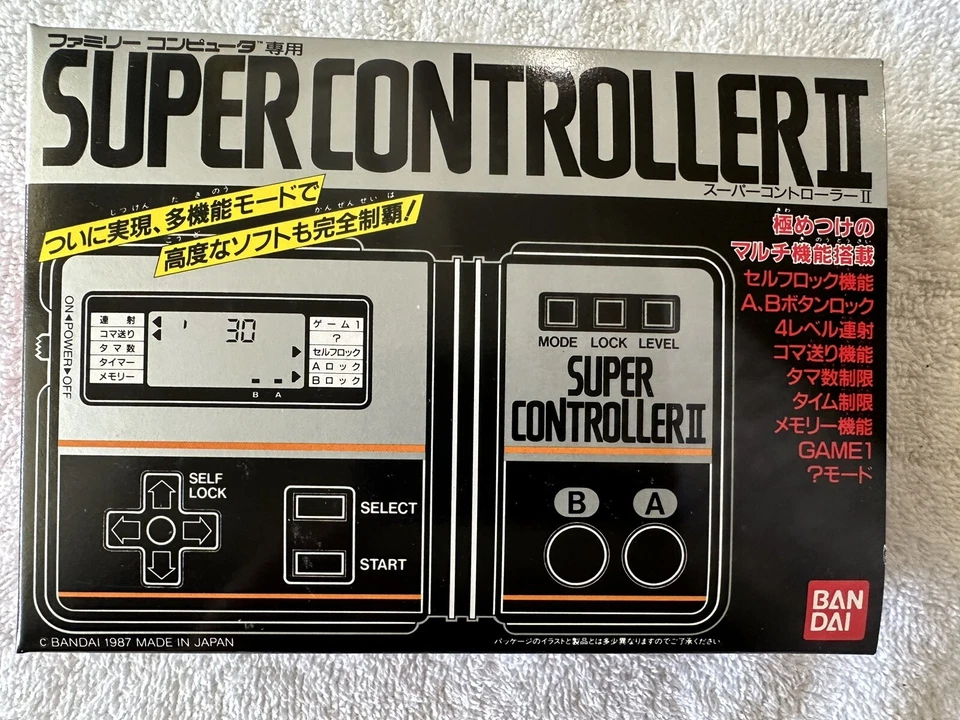 ファミリー コンピュータ™専用
SUPER CONTROLLER II
スーパーコントローラーII
ついに実現、多機能モードで
高度なソフトも完全制覇!
極めつけの
マルチ機能搭載
セルフロック機能
A、Bボタンロック
4レベル連射
コマ送り機能
タマ数制限
タイム制限
メモリー機能
GAME1
?モード
ON▲POWER▶OFF
連射
コマ送り
タマ数
タイマー
メモリー
30
B A
ゲーム1
?
セルフロック
Aロック
Bロック
MODE LOCK LEVEL
SUPER
CONTROLLER II
SELF
LOCK
SELECT
START
B A
BAN
DAI
© BANDAI 1987 MADE IN JAPAN
パッケージのイラストと製品とは多少異なりますのでご了承ください